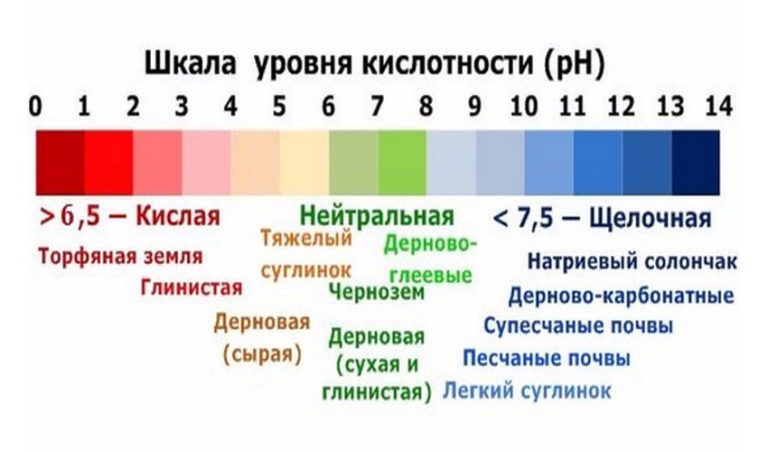 Шкала уровня кислотности (pH)
0 1 2 3 4 5 6 7 8 9 10 11 12 13 14
>6,5 – Кислая
Нейтральная
< 7,5 – Щелочная
Торфяная земля
Глинистая
Тяжелый
суглинок
Дерновая
(сырая)
Дерново-
глеевые
Чернозем
Дерновая
(сухая и
глинистая)
Натриевый солончак
Дерново-карбонатные
Супесчаные почвы
Песчаные почвы
Легкий суглинок